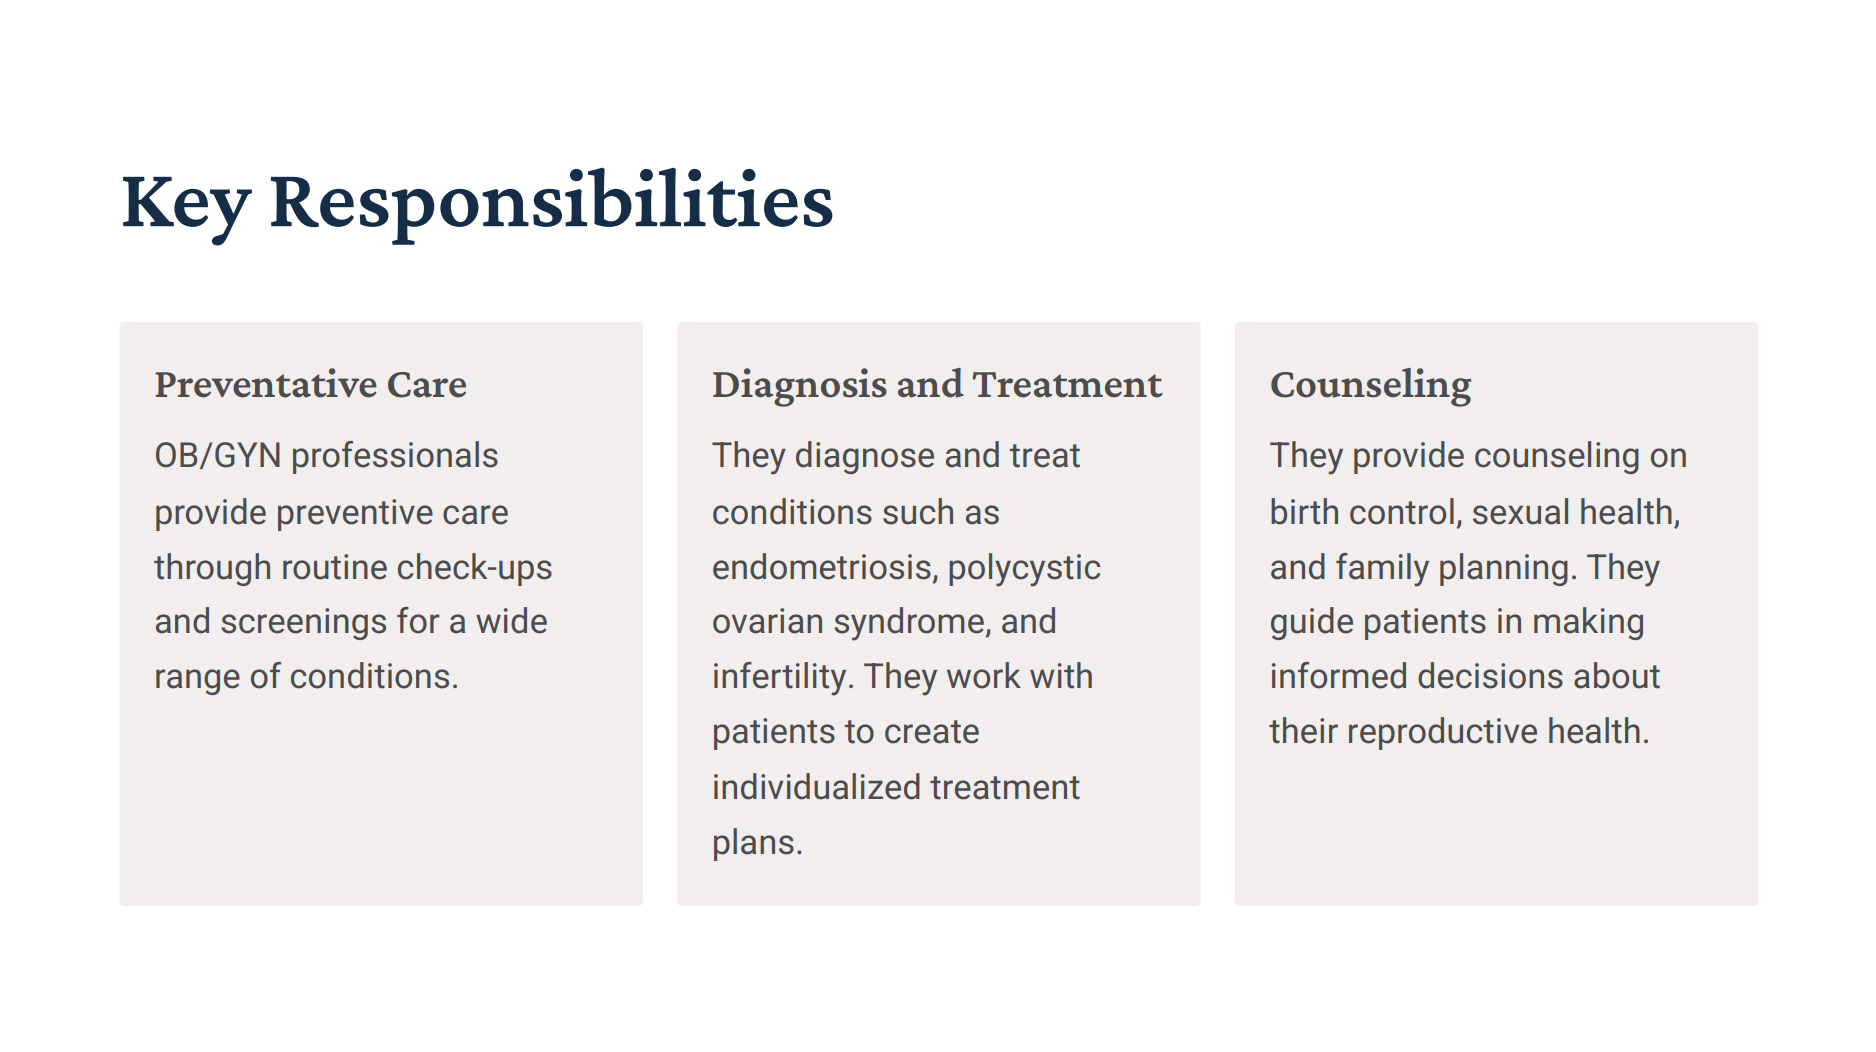 Key Responsibilities
Preventative Care
OB/GYN professionals
provide preventive care
through routine check-ups
and screenings for a wide
range of conditions.
Diagnosis and Treatment
They diagnose and treat
conditions such as
endometriosis, polycystic
ovarian syndrome, and
infertility. They work with
patients to create
individualized treatment
plans.
Counseling
They provide counseling on
birth control, sexual health,
and family planning. They
guide patients in making
informed decisions about
their reproductive health.